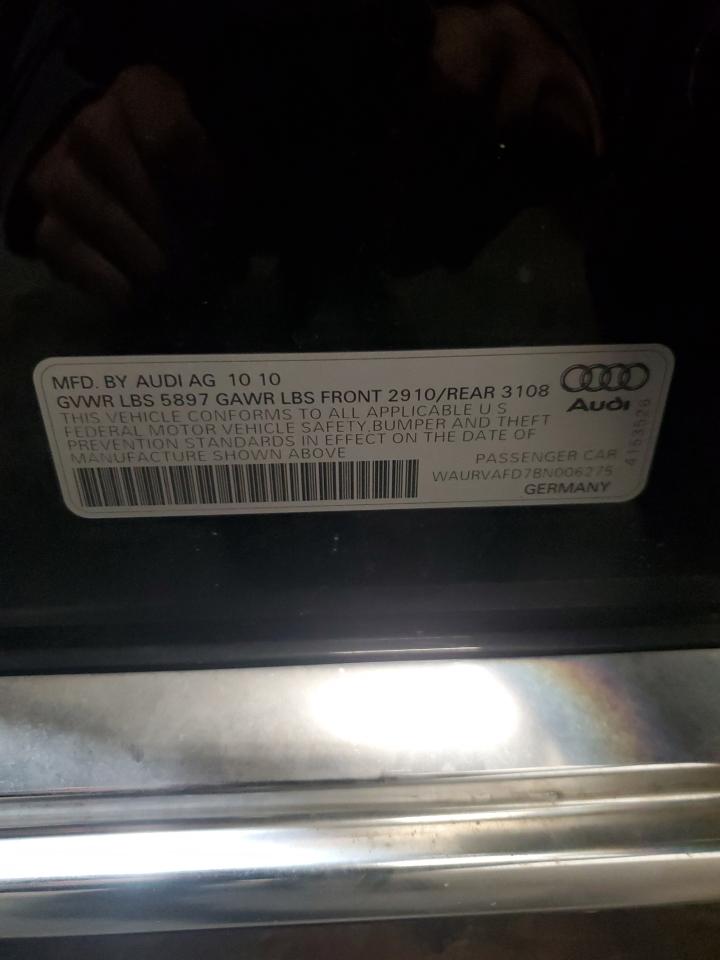 MFD. BY AUDI AG 10 10
GVWR LBS 5897 GAWR LBS FRONT 2910/REAR 3108
THIS VEHICLE CONFORMS TO ALL APPLICABLE U S
FEDERAL MOTOR VEHICLE SAFETY,BUMPER AND THEFT
PREVENTION STANDARDS IN EFFECT ON THE DATE OF
MANUFACTURE SHOWN ABOVE
PASSENGER CAR
WAURVAFD7BN006275
GERMANY
Audi
4153526